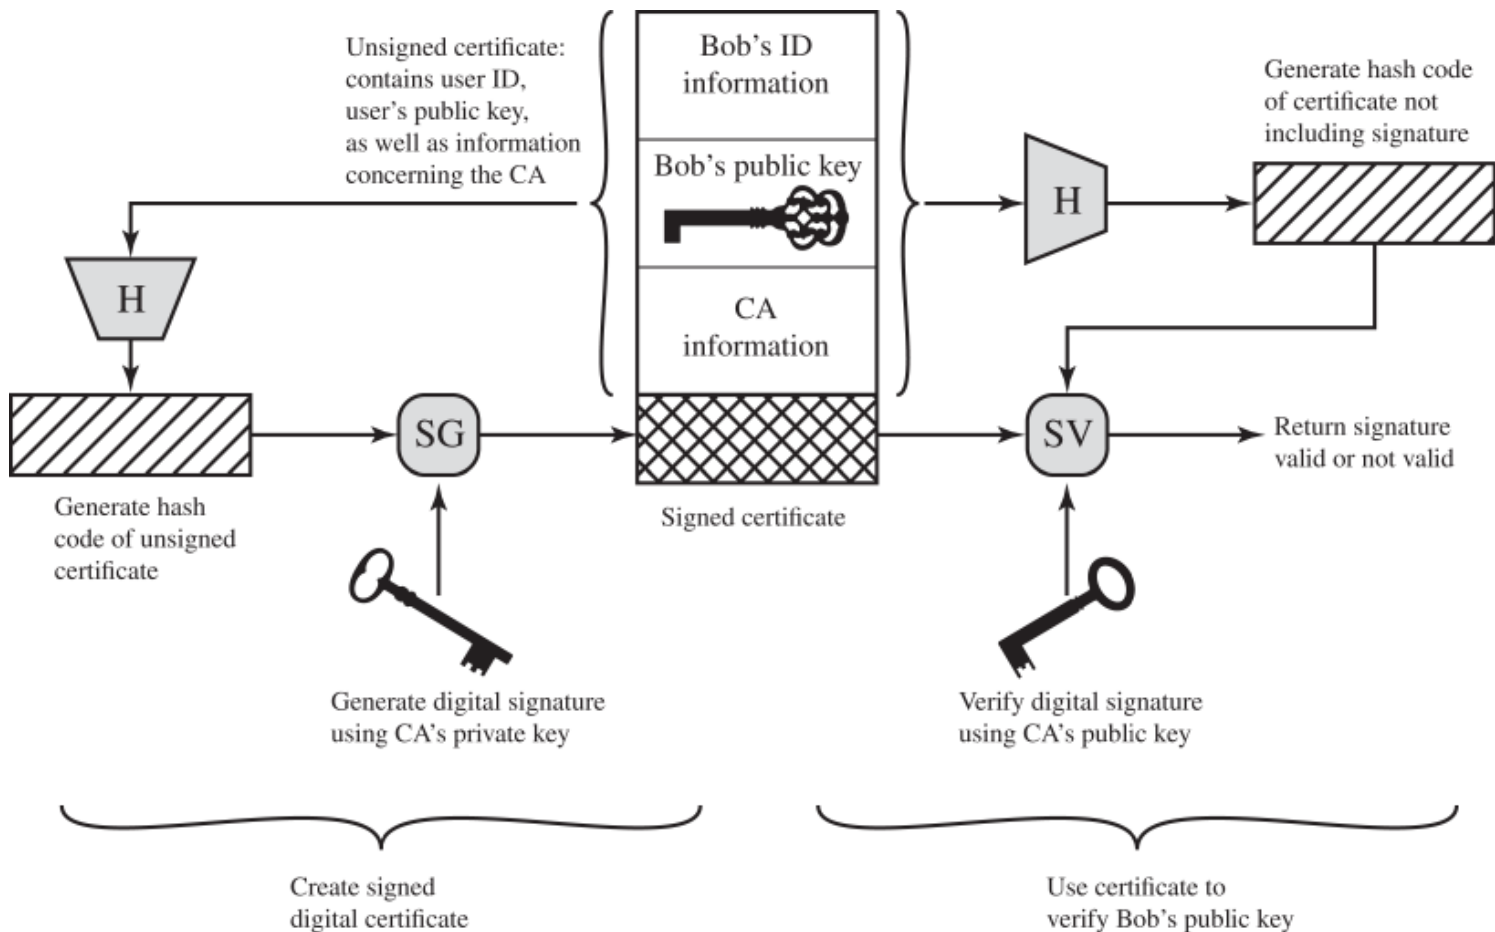 Unsigned certificate:
contains user ID,
user's public key,
as well as information
concerning the CA
Bob's ID
information
Bob's public key
CA
information
Generate hash code
of certificate not
including signature
H
H
SG
SV
Return signature
valid or not valid
Generate hash
code of unsigned
certificate
Signed certificate
Generate digital signature
using CA's private key
Verify digital signature
using CA's public key
Create signed
digital certificate
Use certificate to
verify Bob's public key